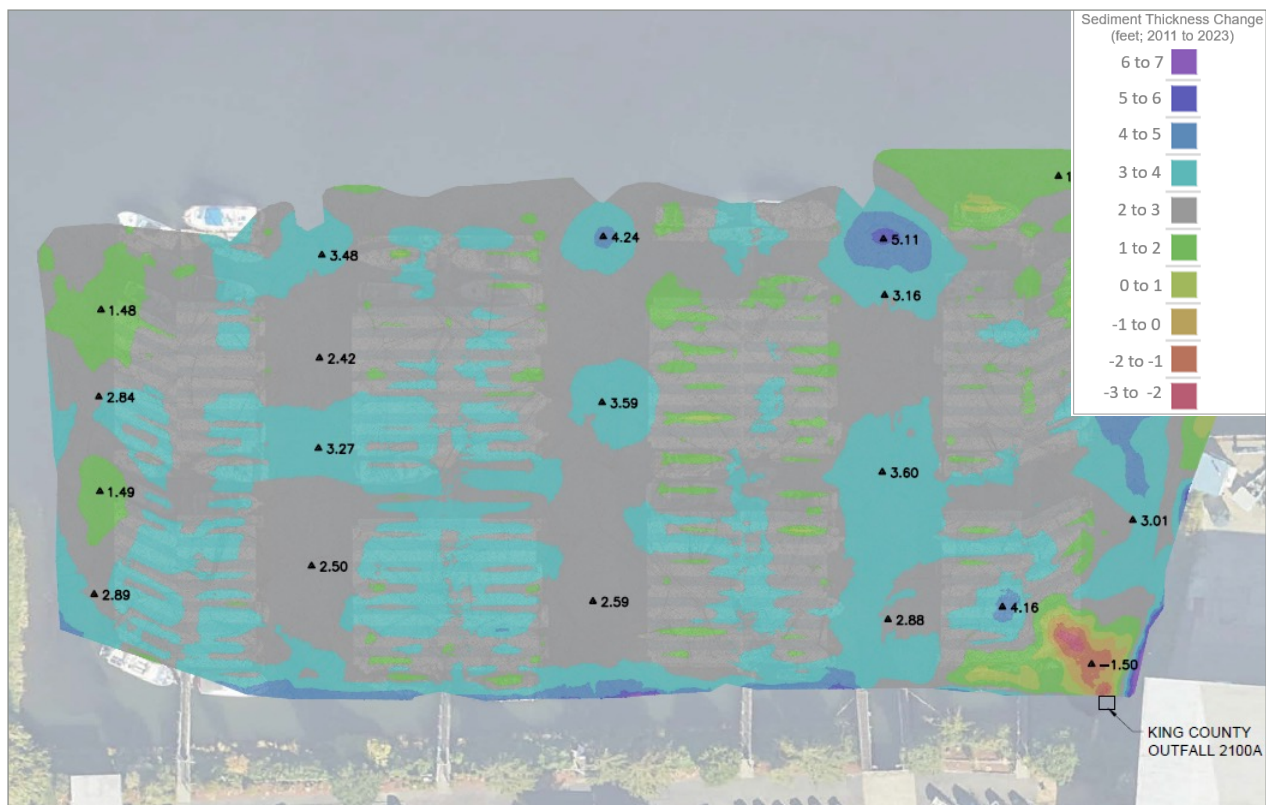 Sediment Thickness Change
(feet; 2011 to 2023)
6 to 7
5 to 6
4 to 5
3 to 4
2 to 3
1 to 2
0 to 1
-1 to 0
-2 to -1
-3 to -2
1
4.24
5.11
3.48
3.16
1.48
2.42
2.84
3.59
3.27
3.60
1.49
3.01
2.50
2.89
2.59
4.16
2.88
-1.50
KING COUNTY
OUTFALL 2100A